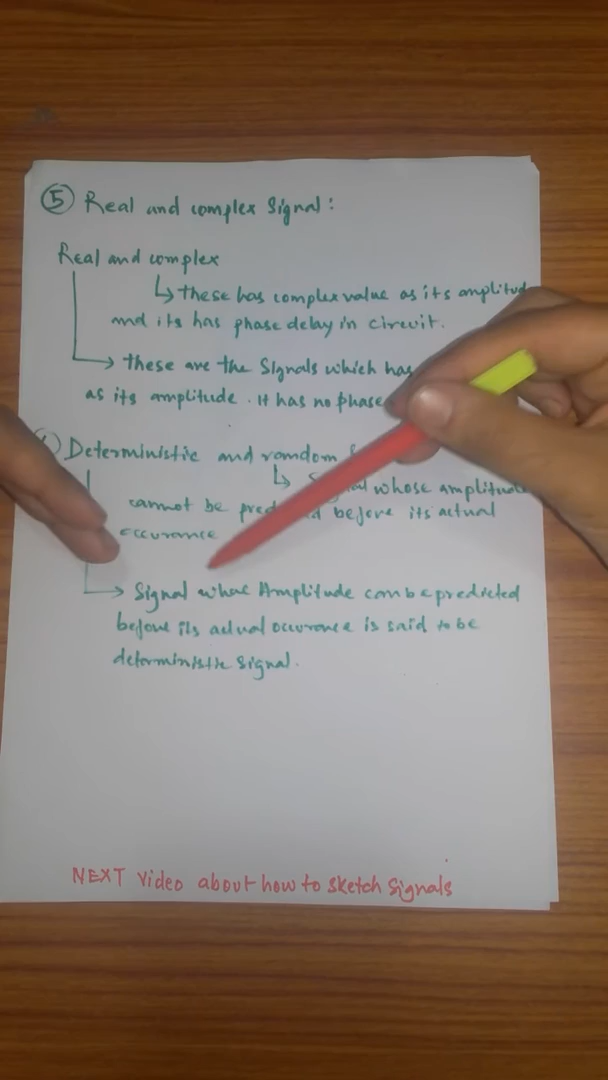 ⑤ Real and complex Signal:
Real and complex
↳ these has complex value as its amplitud
and its has phase delay in circuit.
→ these are the Signals which has
as its amplitude. It has no phase
Deterministic and ramdom
↳ whose amplitude
cannot be before its actual
occurance
→ Signal whose Amplitude can be predicted
before its actual occurance is said to be
deterministic signal.
NEXT video about how to sketch signals